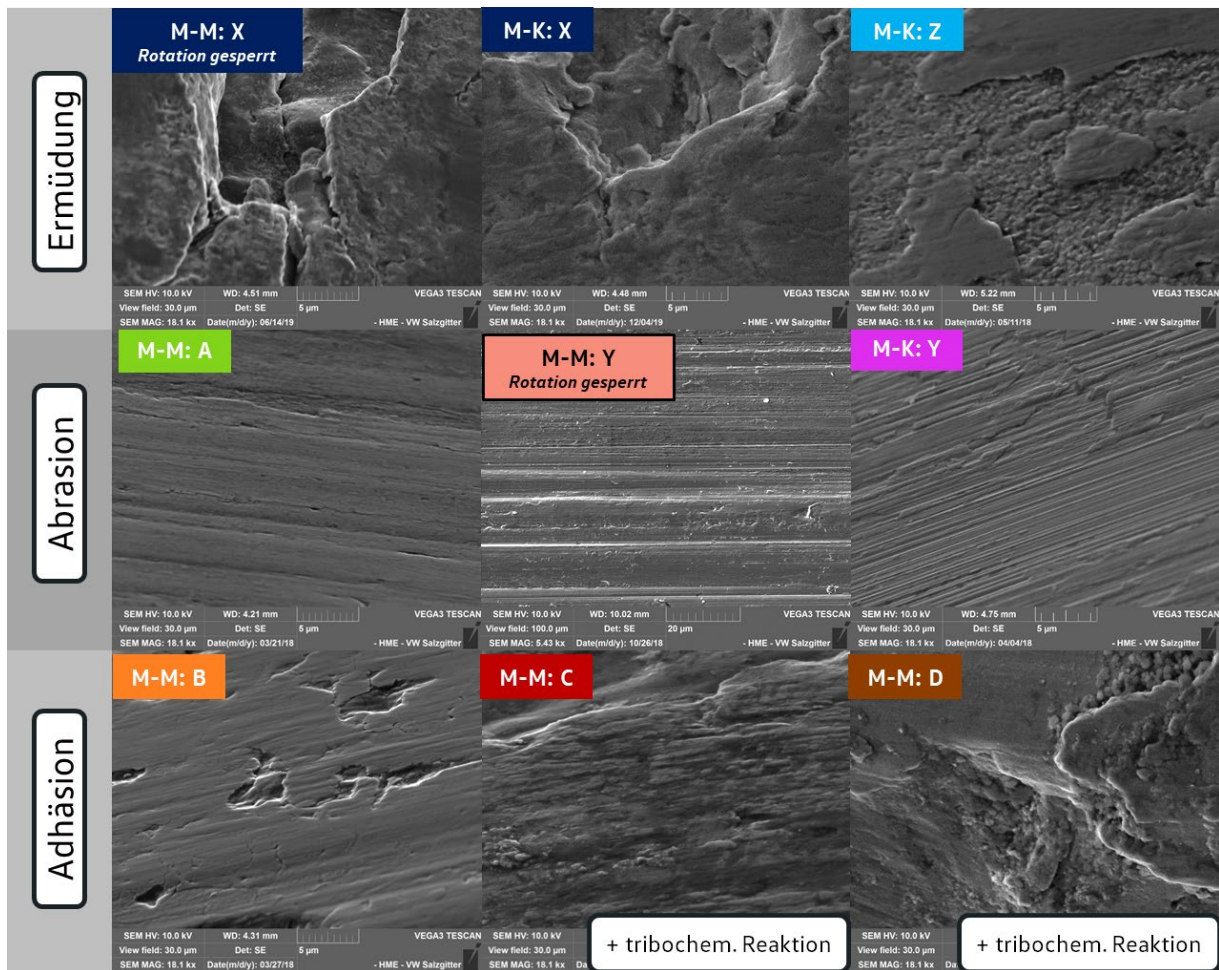 Ermüdung
M-M: X
Rotation gesperrt
SEM HV: 10.0 kV WD: 4.51 mm VEGA3 TESCAN
View field: 30.0 µm Det: SE 5 µm
SEM MAG: 18.1 kx Date(m/d/y): 06/14/19 - HME - VW Salzgitter
M-K: X
SEM HV: 10.0 kV WD: 4.48 mm VEGA3 TESCAN
View field: 30.0 µm Det: SE 5 µm
SEM MAG: 18.1 kx Date(m/d/y): 12/04/19 - HME - VW Salzgitter
M-K: Z
SEM HV: 10.0 kV WD: 5.22 mm VEGA3 TESCAN
View field: 30.0 µm Det: SE 5 µm
SEM MAG: 18.1 kx Date(m/d/y): 05/11/18 - HME - VW Salzgitter
Abrasion
M-M: A
SEM HV: 10.0 kV WD: 4.21 mm VEGA3 TESCAN
View field: 30.0 µm Det: SE 5 µm
SEM MAG: 18.1 kx Date(m/d/y): 03/21/18 - HME - VW Salzgitter
M-M: Y
Rotation gesperrt
SEM HV: 10.0 kV WD: 10.02 mm VEGA3 TESCAN
View field: 100.0 µm Det: SE 20 µm
SEM MAG: 5.43 kx Date(m/d/y): 10/26/18 - HME - VW Salzgitter
M-K: Y
SEM HV: 10.0 kV WD: 4.75 mm VEGA3 TESCAN
View field: 30.0 µm Det: SE 5 µm
SEM MAG: 18.1 kx Date(m/d/y): 04/04/18 - HME - VW Salzgitter
Adhäsion
M-M: B
SEM HV: 10.0 kV WD: 4.31 mm VEGA3 TESCAN
View field: 30.0 µm Det: SE 5 µm
SEM MAG: 18.1 kx Date(m/d/y): 03/27/18 - HME - VW Salzgitter
M-M: C
SEM HV: 10.0 kV
View field: 30.0 µm
SEM MAG: 18.1 kx Da
+ tribochem. Reaktion
M-M: D
SEM HV: 10.0 kV
View field: 30.0 µm
SEM MAG: 18.1 kx Da
+ tribochem. Reaktion